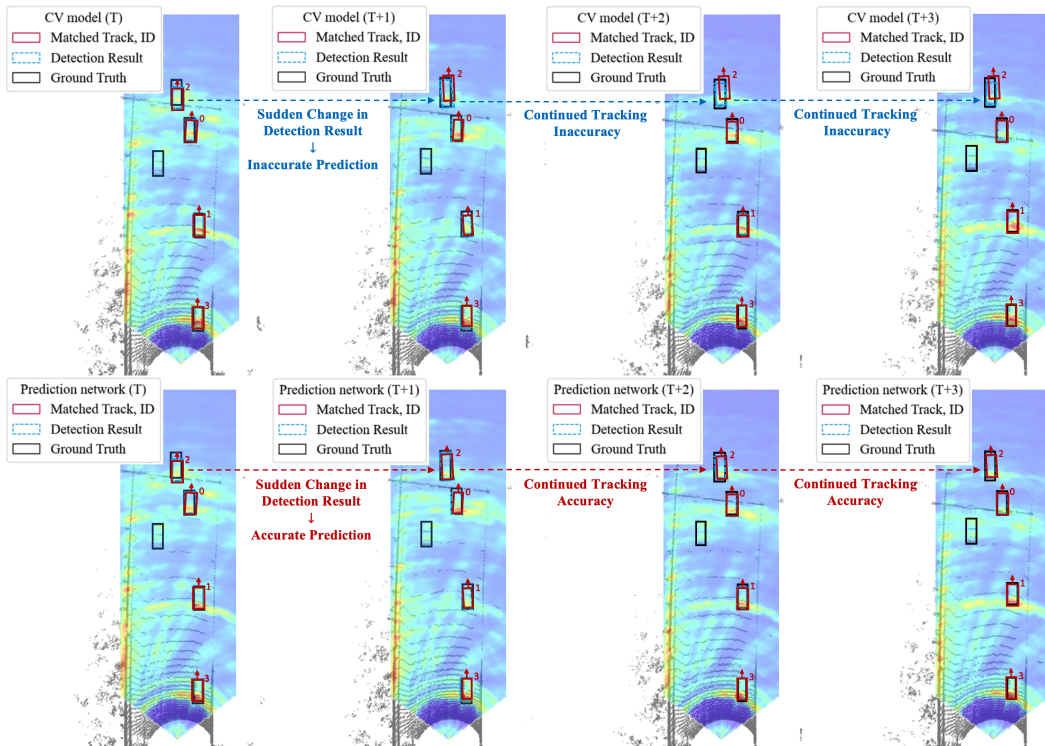 CV model (T)
Matched Track, ID
Detection Result
Ground Truth
CV model (T+1)
Matched Track, ID
Detection Result
Ground Truth
CV model (T+2)
Matched Track, ID
Detection Result
Ground Truth
CV model (T+3)
Matched Track, ID
Detection Result
Ground Truth
2
0
1
3
Sudden Change in
Detection Result
↓
Inaccurate Prediction
2
0
1
3
Continued Tracking
Inaccuracy
2
0
1
3
Continued Tracking
Inaccuracy
2
0
1
3
Prediction network (T)
Matched Track, ID
Detection Result
Ground Truth
Prediction network (T+1)
Matched Track, ID
Detection Result
Ground Truth
Prediction network (T+2)
Matched Track, ID
Detection Result
Ground Truth
Prediction network (T+3)
Matched Track, ID
Detection Result
Ground Truth
2
0
1
3
Sudden Change in
Detection Result
↓
Accurate Prediction
2
0
1
3
Continued Tracking
Accuracy
2
0
1
3
Continued Tracking
Accuracy
2
0
1
3